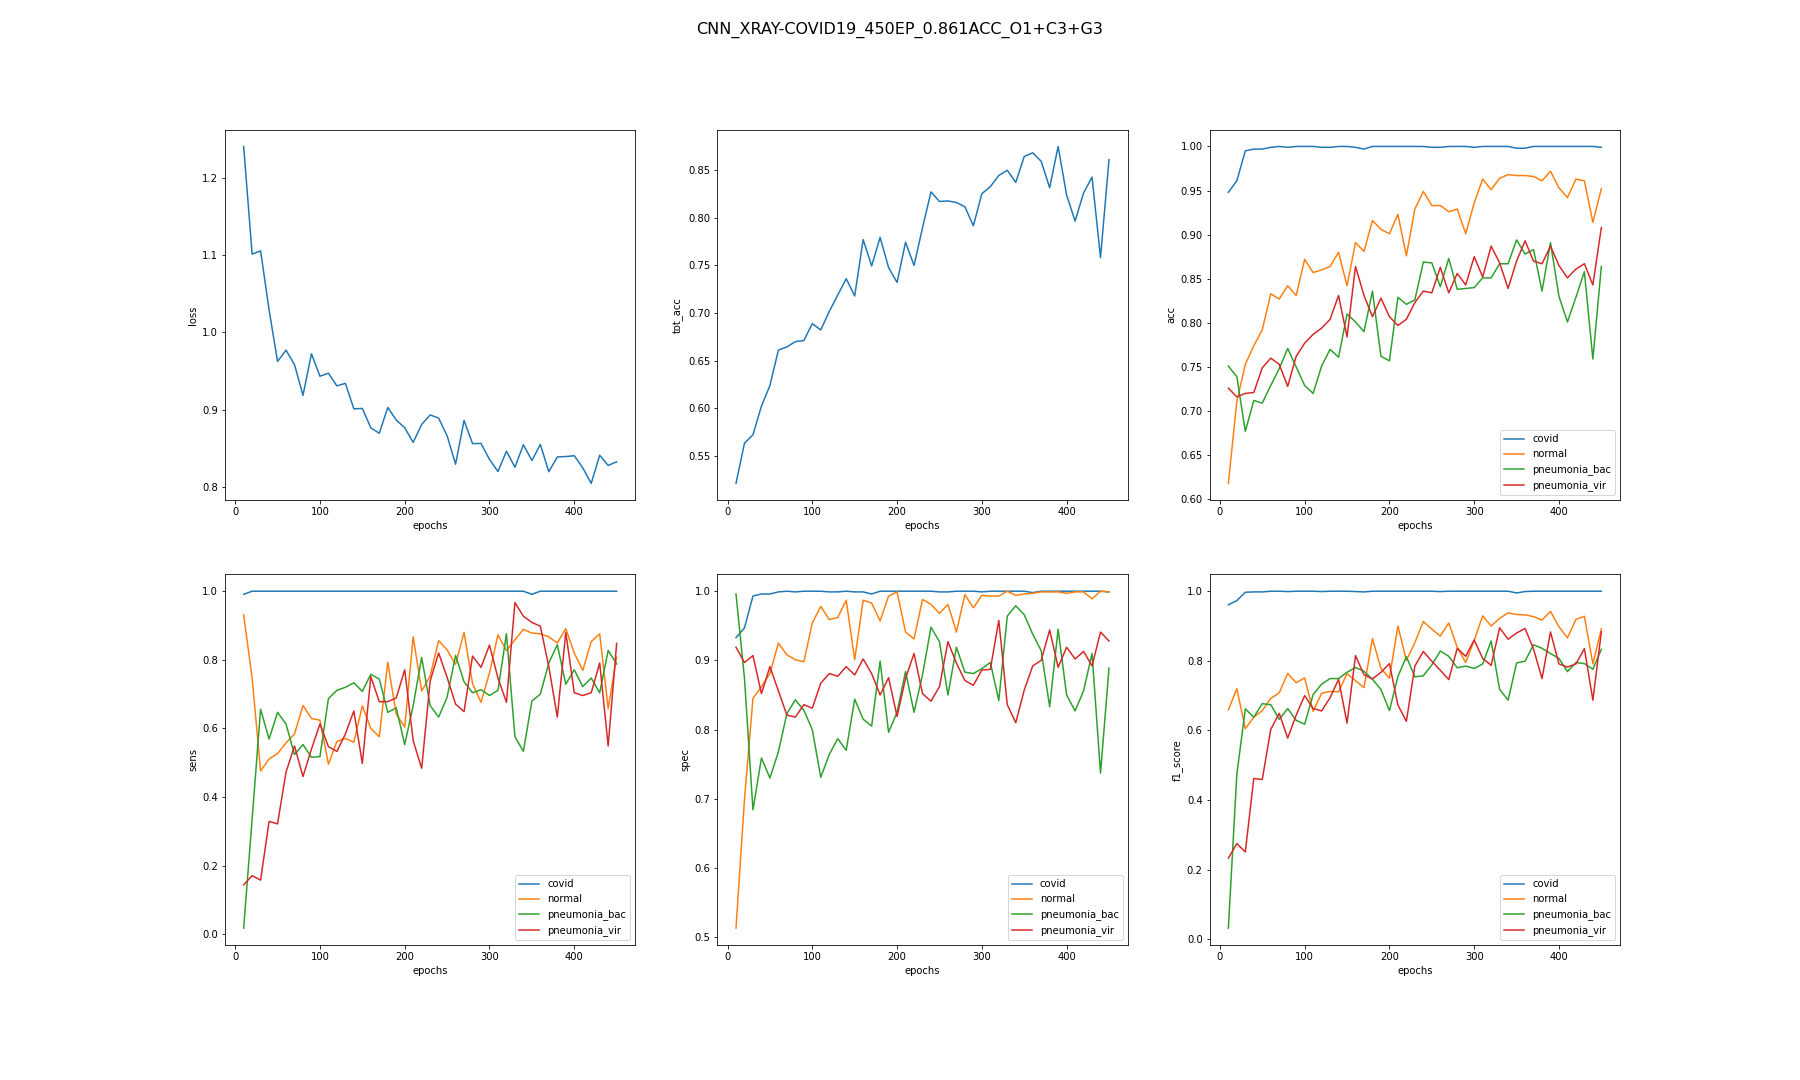 CNN_XRAY-COVID19_450EP_0.861ACC_O1+C3+G3
loss
1.2
1.1
1.0
0.9
0.8
0 100 200 300 400
epochs
tot_acc
0.85
0.80
0.75
0.70
0.65
0.60
0.55
0 100 200 300 400
epochs
acc
1.00
0.95
0.90
0.85
0.80
0.75
0.70
0.65
0.60
covid
normal
pneumonia_bac
pneumonia_vir
0 100 200 300 400
epochs
sens
1.0
0.8
0.6
0.4
0.2
0.0
covid
normal
pneumonia_bac
pneumonia_vir
0 100 200 300 400
epochs
spec
1.0
0.9
0.8
0.7
0.6
0.5
covid
normal
pneumonia_bac
pneumonia_vir
0 100 200 300 400
epochs
f1_score
1.0
0.8
0.6
0.4
0.2
0.0
covid
normal
pneumonia_bac
pneumonia_vir
0 100 200 300 400
epochs